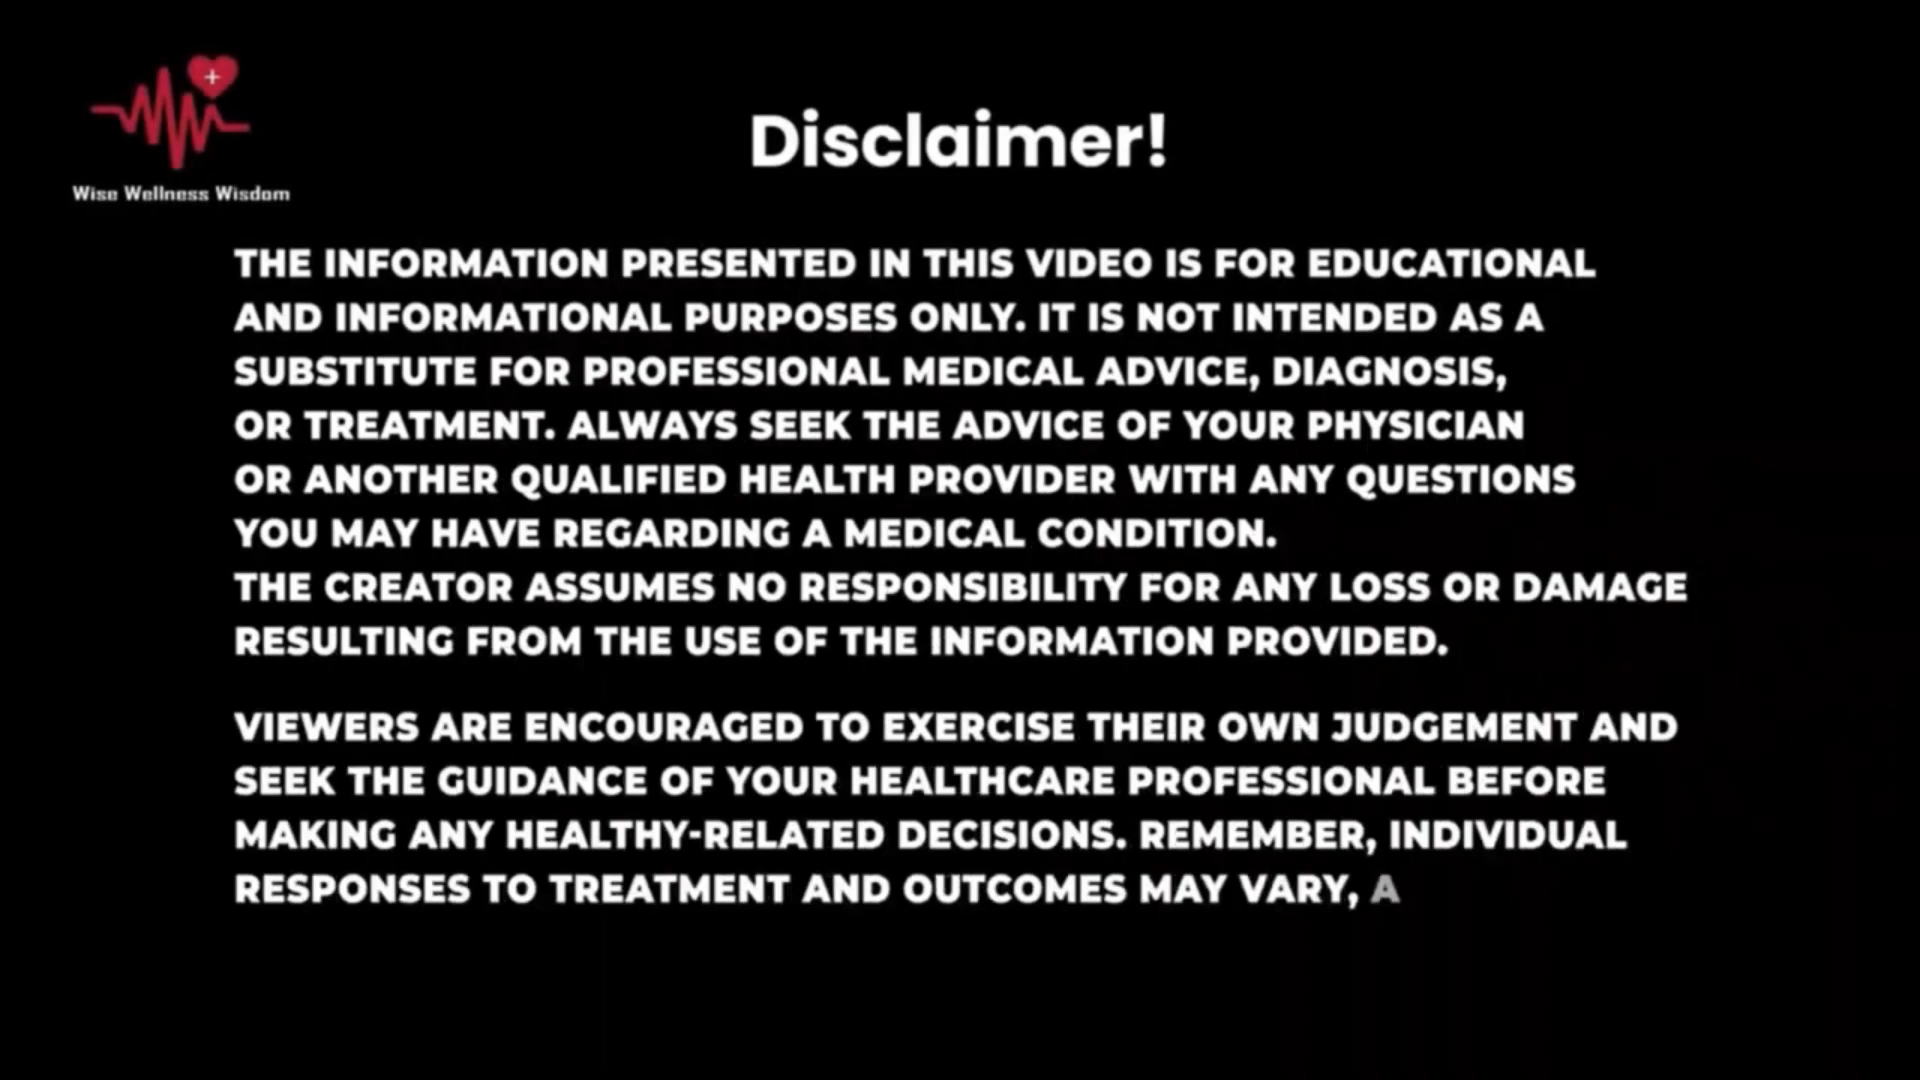 Wise Wellness Wisdom
Disclaimer!
THE INFORMATION PRESENTED IN THIS VIDEO IS FOR EDUCATIONAL
AND INFORMATIONAL PURPOSES ONLY. IT IS NOT INTENDED AS A
SUBSTITUTE FOR PROFESSIONAL MEDICAL ADVICE, DIAGNOSIS,
OR TREATMENT. ALWAYS SEEK THE ADVICE OF YOUR PHYSICIAN
OR ANOTHER QUALIFIED HEALTH PROVIDER WITH ANY QUESTIONS
YOU MAY HAVE REGARDING A MEDICAL CONDITION.
THE CREATOR ASSUMES NO RESPONSIBILITY FOR ANY LOSS OR DAMAGE
RESULTING FROM THE USE OF THE INFORMATION PROVIDED.
VIEWERS ARE ENCOURAGED TO EXERCISE THEIR OWN JUDGEMENT AND
SEEK THE GUIDANCE OF YOUR HEALTHCARE PROFESSIONAL BEFORE
MAKING ANY HEALTHY-RELATED DECISIONS. REMEMBER, INDIVIDUAL
RESPONSES TO TREATMENT AND OUTCOMES MAY VARY, A